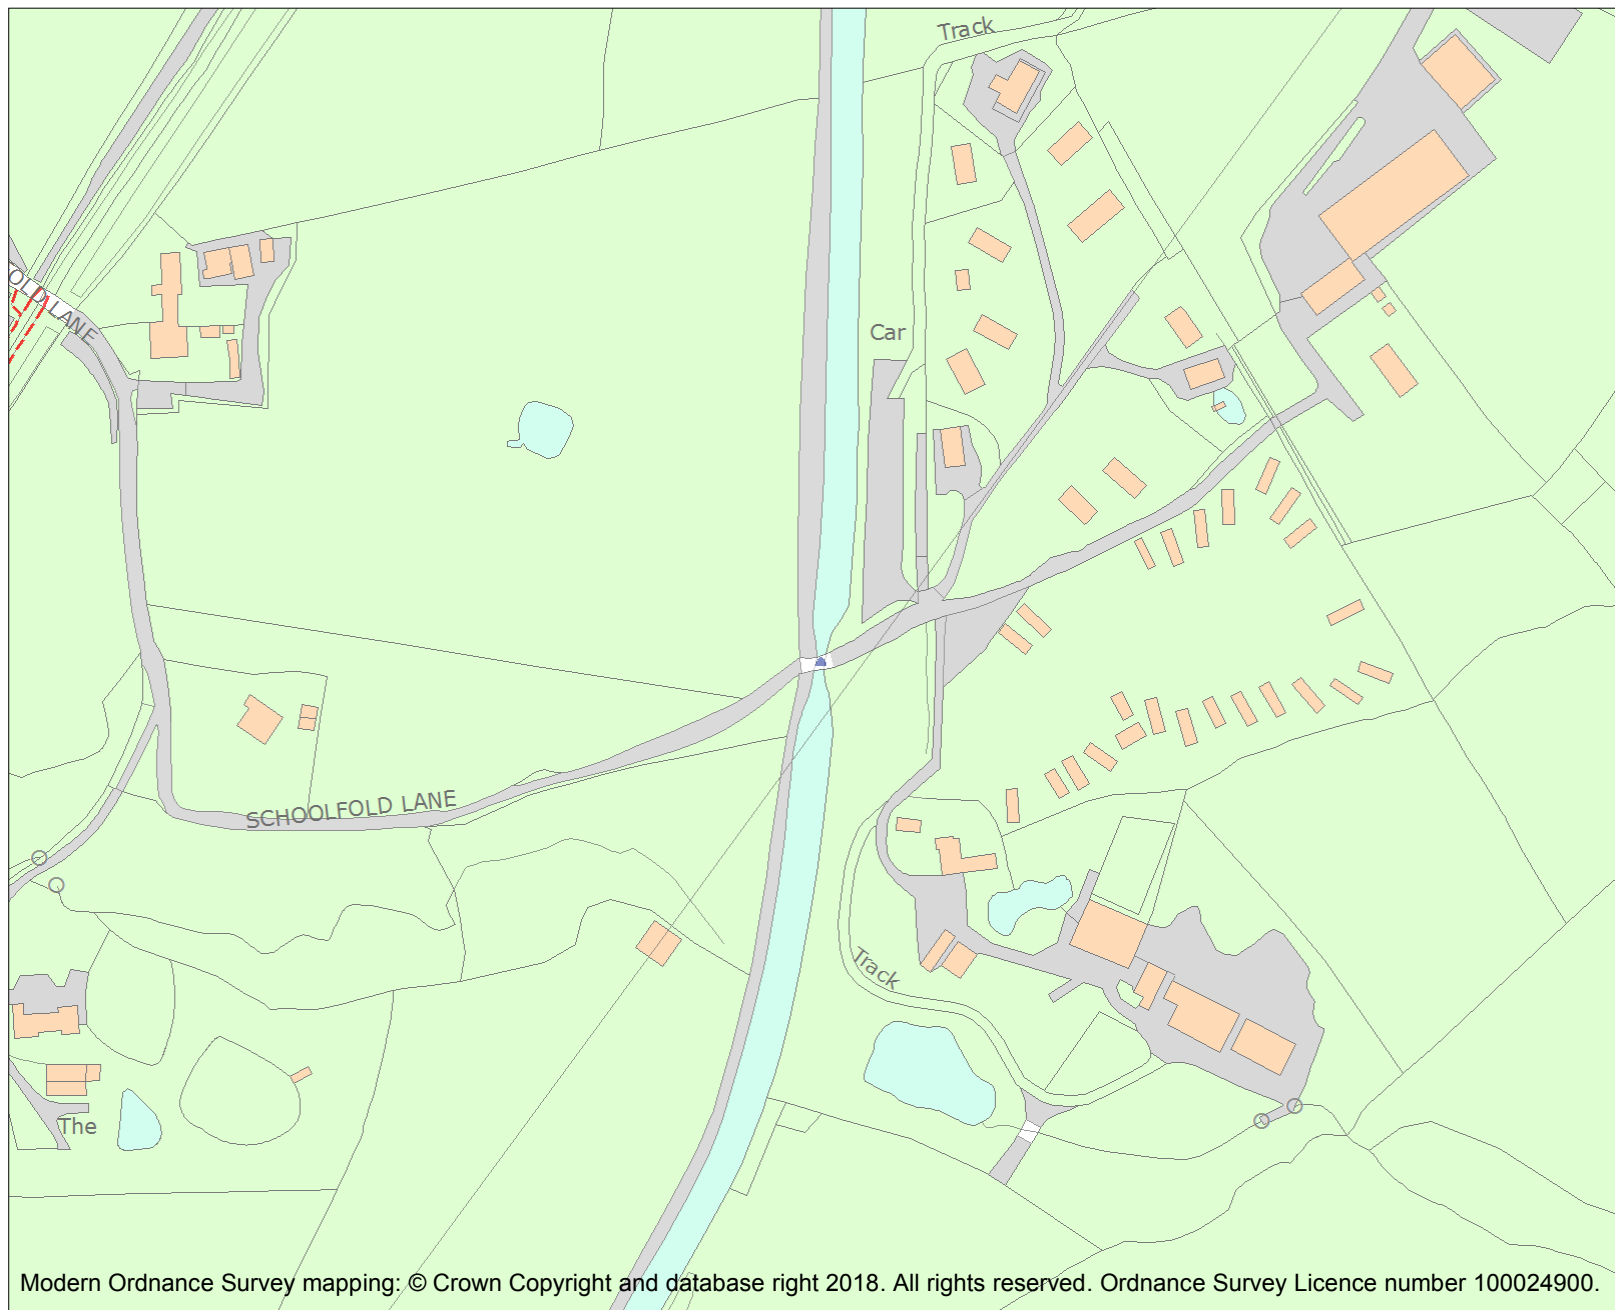 Track
OLD LANE
Car
SCHOOLFOLD LANE
Track
The
Modern Ordnance Survey mapping: © Crown Copyright and database right 2018. All rights reserved. Ordnance Survey Licence number 100024900.